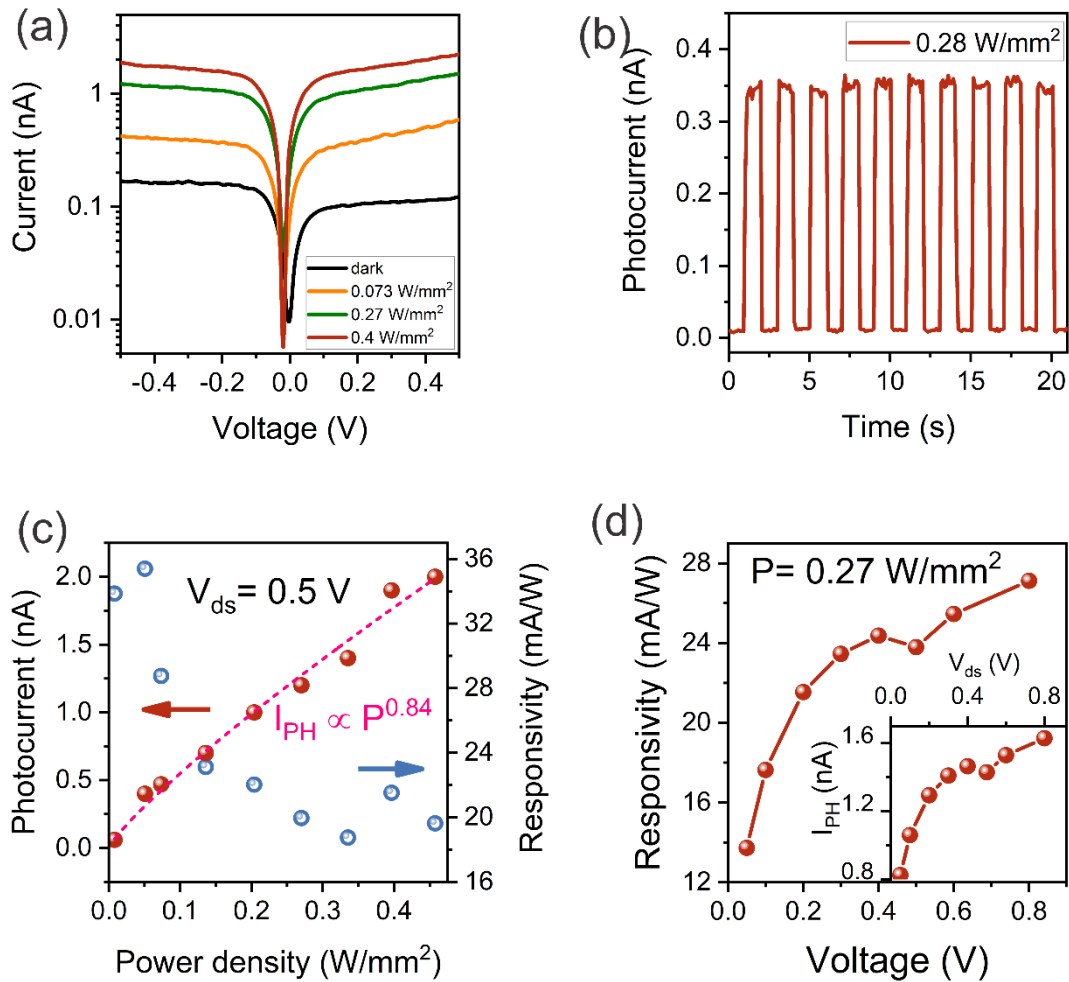 (a)
Current (nA)
1
0.1
0.01
dark
0.073 W/mm²
0.27 W/mm²
0.4 W/mm²
-0.4 -0.2 0.0 0.2 0.4
Voltage (V)
(b)
Photocurrent (nA)
0.4
0.3
0.2
0.1
0.0
0.28 W/mm²
0 5 10 15 20
Time (s)
(c)
Photocurrent (nA)
2.0
1.5
1.0
0.5
0.0
V_ds= 0.5 V
I_PH ∝ P^0.84
36
32
28
24
20
16
Responsivity (mA/W)
0.0 0.1 0.2 0.3 0.4
Power density (W/mm²)
(d)
Responsivity (mA/W)
28
24
20
16
12
P= 0.27 W/mm²
V_ds (V)
0.0 0.4 0.8
I_PH (nA)
1.6
1.2
0.8
0.0 0.2 0.4 0.6 0.8
Voltage (V)